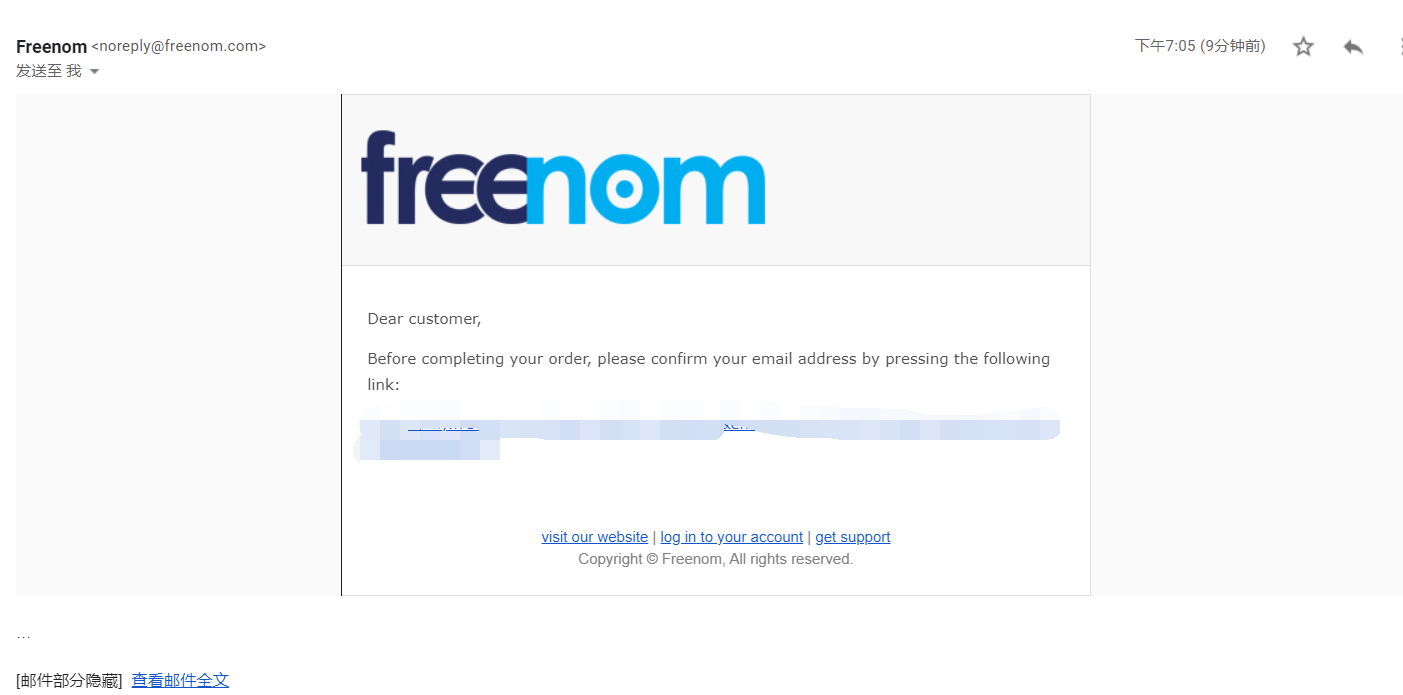 Freenom <noreply@freenom.com>
下午7:05 (9分钟前)
发送至 我
freenom
Dear customer,
Before completing your order, please confirm your email address by pressing the following
link:
visit our website | log in to your account | get support
Copyright © Freenom, All rights reserved.
...
[邮件部分隐藏] 查看邮件全文